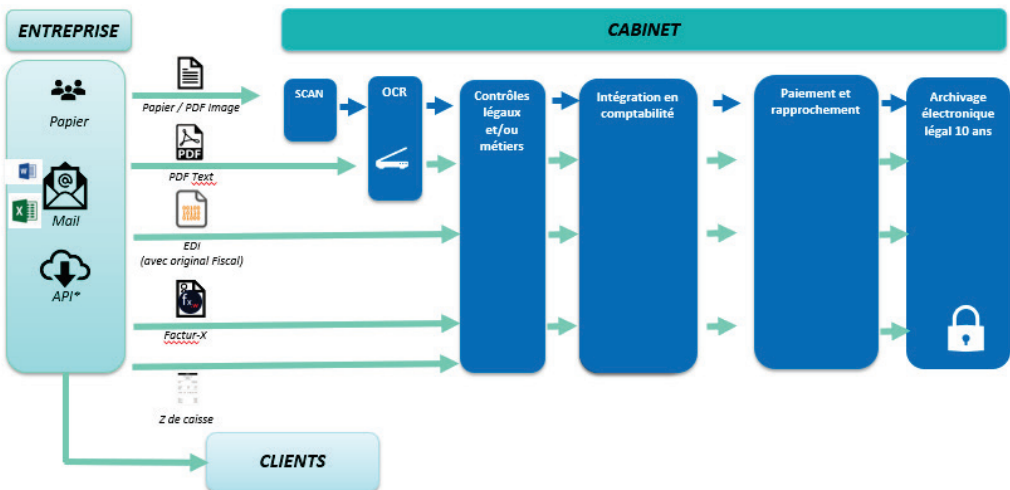 ENTREPRISE
CABINET
Papier
Mail
API*
Papier / PDF Image
PDF
PDF Text
EDI
(avec original Fiscal)
Factur-X
Z de caisse
SCAN
OCR
Contrôles
légaux
et/ou
métiers
Intégration en
comptabilité
Paiement et
rapprochement
Archivage
électronique
légal 10 ans
CLIENTS